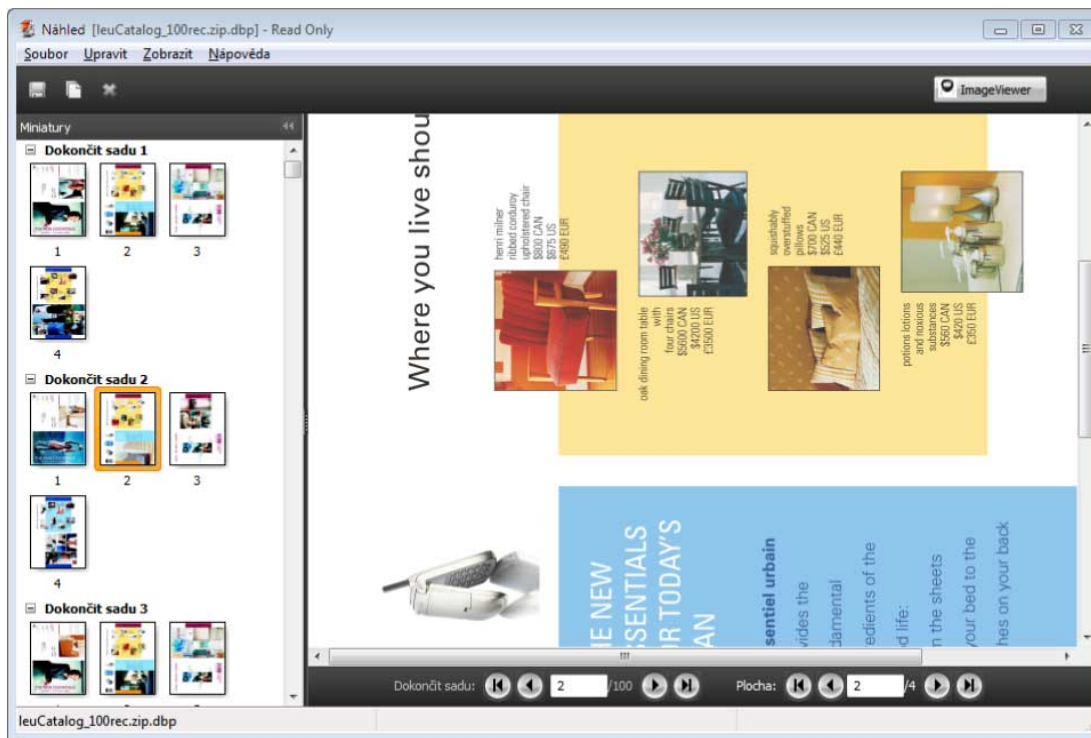 Náhled [leuCatalog_100rec.zip.dbp] - Read Only
Soubor Upravit Zobrazit Nápověda
ImageViewer
Miniatury
Dokončit sadu 1
1 2 3
4
Dokončit sadu 2
1 2 3
4
Dokončit sadu 3
Where you live shou
henri milner
ribbed corduroy
upholstered chair
$800 CAN
$675 US
£490 EUR
oak dining room table
with
four chairs
$5600 CAN
$4200 US
£3500 EUR
squishably
overstuffed
pillows
$700 CAN
$525 US
£440 EUR
potions lotions
and noxious
substances
$560 CAN
$420 US
£350 EUR
HE NEW
SSENTIALS
OR TODAY'S
AN
sentiel urbain
vides the
damental
edients of the
d life:
m the sheets
your bed to the
hes on your back
Dokončit sadu: 2 /100 Plocha: 2 /4
leuCatalog_100rec.zip.dbp